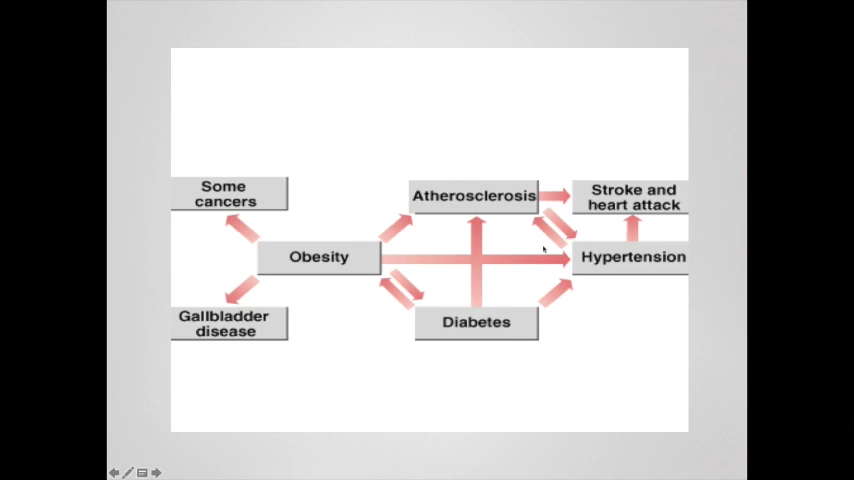 Some
cancers
Atherosclerosis
Stroke and
heart attack
Obesity
Hypertension
Gallbladder
disease
Diabetes